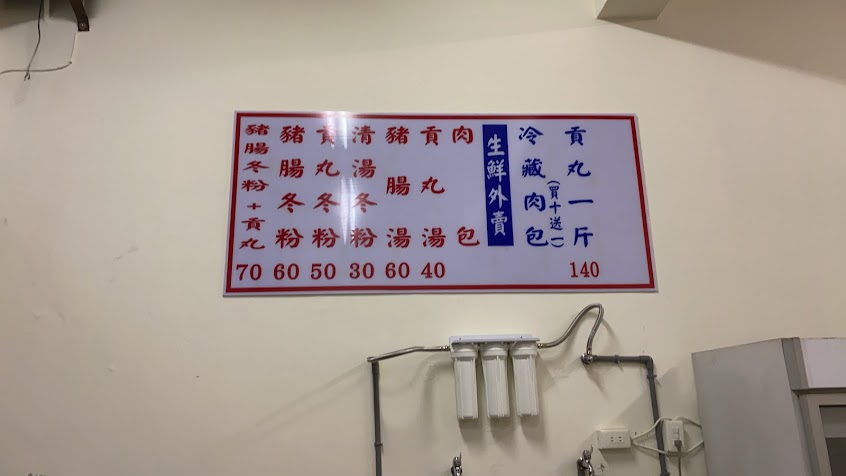 貢丸一斤 140
冷藏肉包(買十送一)
生鮮外賣
肉包
貢丸湯 40
豬腸湯 60
清湯冬粉 30
貢丸冬粉 50
豬腸冬粉 60
豬腸冬粉+貢丸 70